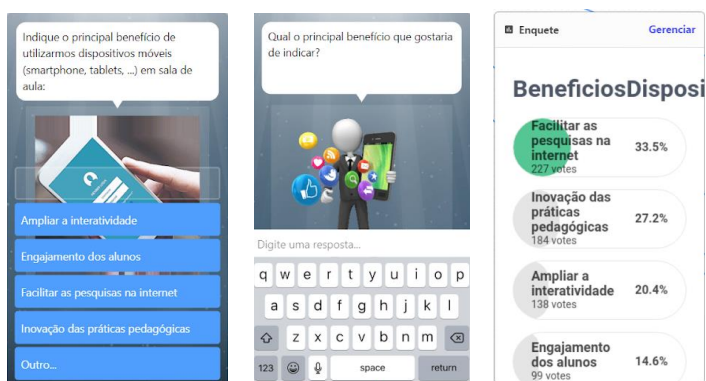 Indique o principal benefício de
utilizarmos dispositivos móveis
(smartphone, tablets, ...) em sala de
aula:
Ampliar a interatividade
Engajamento dos alunos
Facilitar as pesquisas na internet
Inovação das práticas pedagógicas
Outro...
Qual o principal benefício que gostaria
de indicar?
Digite uma resposta...
q w e r t y u i o p
a s d f g h j k l
z x c v b n m
123 space return
Enquete Gerenciar
BeneficiosDisposi
Facilitar as
pesquisas na
internet
33.5%
227 votes
Inovação das
práticas
pedagógicas
27.2%
184 votes
Ampliar a
interatividade
20.4%
138 votes
Engajamento
dos alunos
14.6%
99 votes